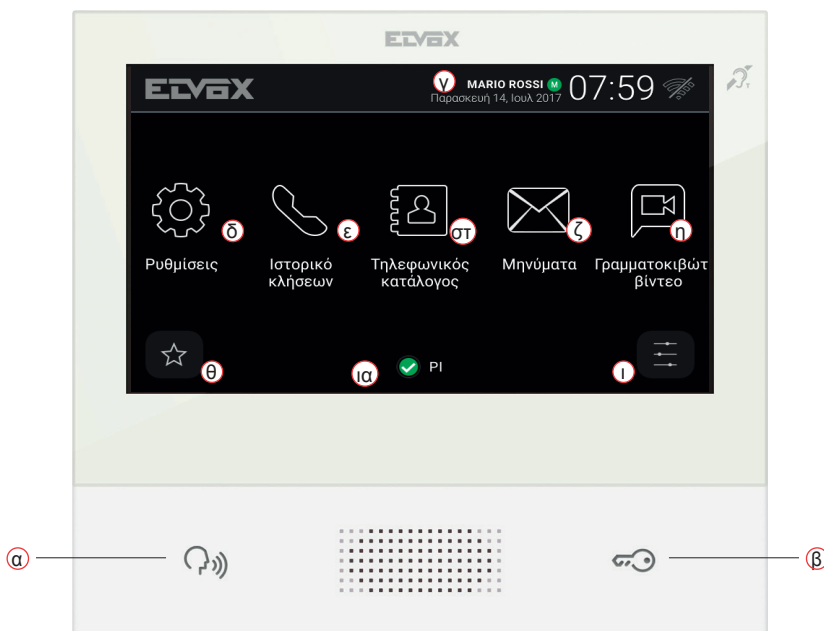 ELVOX
ELVOX
γ
MARIO ROSSI M
Παρασκευή 14, Ιουλ 2017
07:59
T
δ
ε
στ
ζ
η
Ρυθμίσεις
Ιστορικό
κλήσεων
Τηλεφωνικός
κατάλογος
Μηνύματα
Γραμματοκιβώτ
βίντεο
θ
ια
PI
ι
α
β